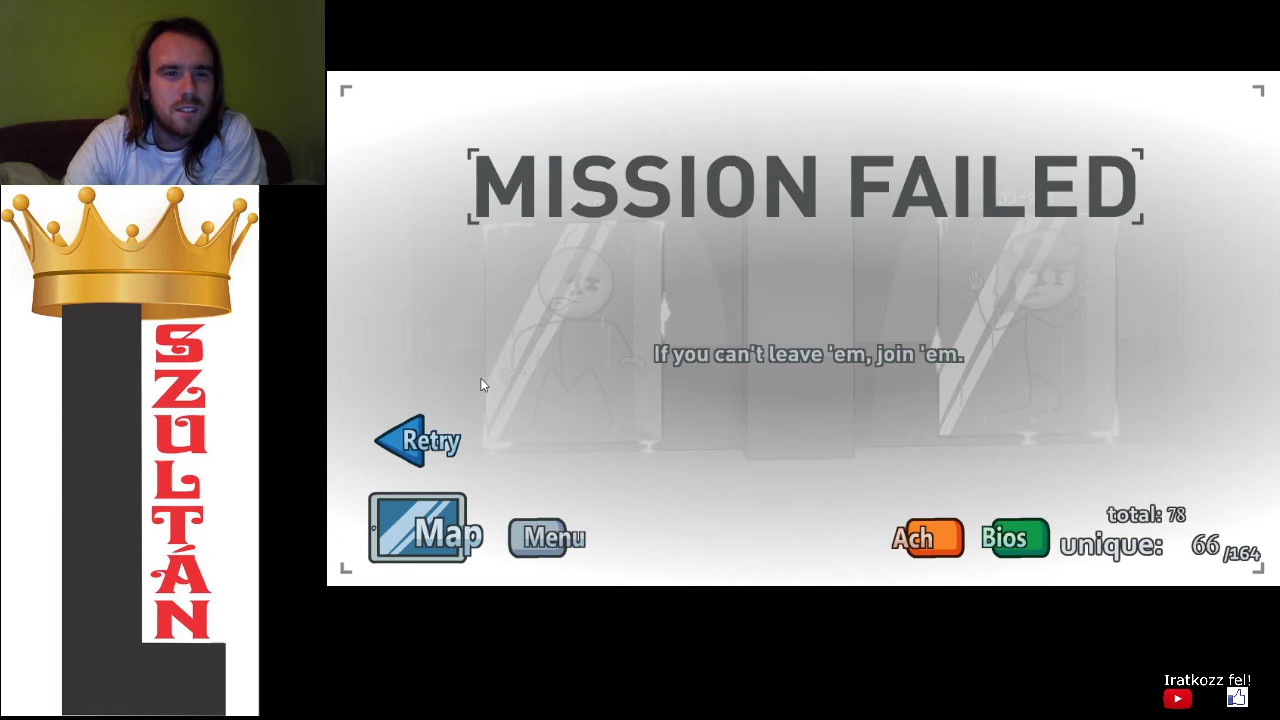 MISSION FAILED
If you can't leave 'em, join 'em.
Retry
Map
Menu
Ach
Bios
total: 78
unique: 66 /164
L
SZULTÁN
Iratkozz fel!